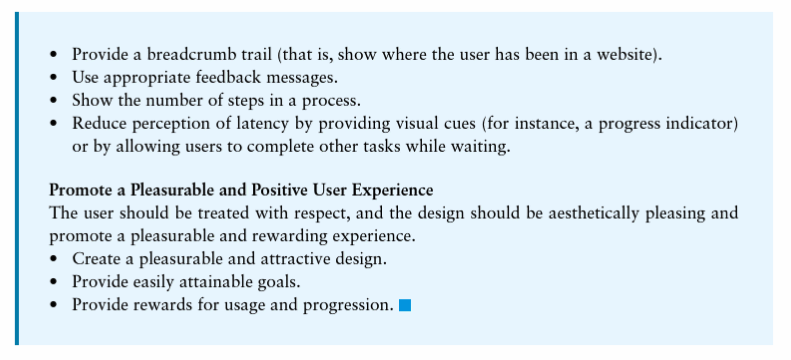 • Provide a breadcrumb trail (that is, show where the user has been in a website).
• Use appropriate feedback messages.
• Show the number of steps in a process.
• Reduce perception of latency by providing visual cues (for instance, a progress indicator)
or by allowing users to complete other tasks while waiting.
Promote a Pleasurable and Positive User Experience
The user should be treated with respect, and the design should be aesthetically pleasing and
promote a pleasurable and rewarding experience.
• Create a pleasurable and attractive design.
• Provide easily attainable goals.
• Provide rewards for usage and progression.